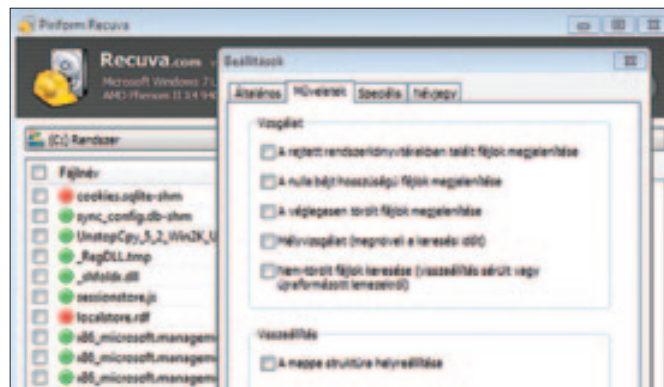 Piriform Recuva
Recuva.com
Microsoft Windows 7 U
AMD Phenom II X4 94
[C:] Rendszer
Fájlnév
cookies.sqlite-shm
sync_config.db-shm
UnstopCpy_5_2_Win2K_U
_RegDLL.tmp
_shfoldr.dll
sessionstore.js
localstore.rdf
x86_microsoft.managem
x86_microsoft.managem
x86_microsoft.managem
Beállítások
Általános Műveletek Speciális Névjegy
Vizsgálat
A rejtett rendszerkönyvtárakban talált fájlok megjelenítése
A nulla bájt hosszúságú fájlok megjelenítése
A véglegesen törölt fájlok megjelenítése
Mélyvizsgálat (megnöveli a keresési időt)
Nem-törölt fájlok keresése (visszaállítás sérült vagy
újraformázott lemezekről)
Visszaállítás
A mappa struktúra helyreállítása